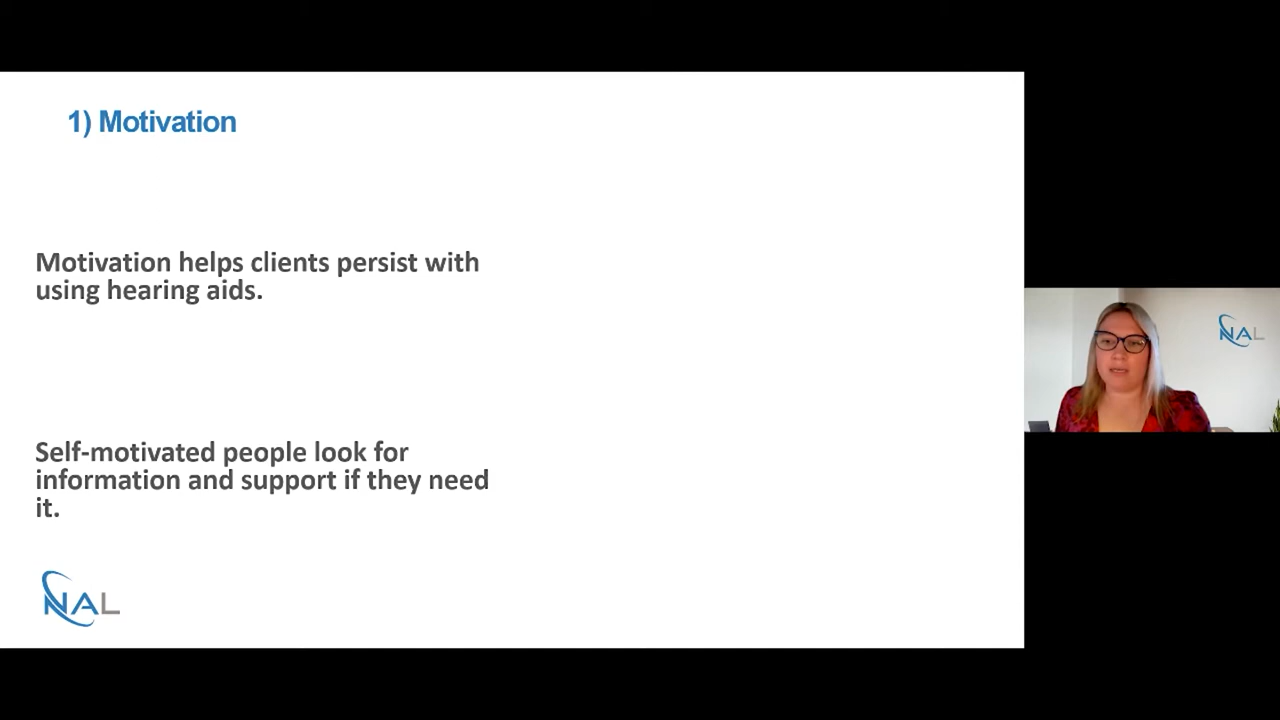 1) Motivation
Motivation helps clients persist with
using hearing aids.
Self-motivated people look for
information and support if they need
it.
NAL
NAL